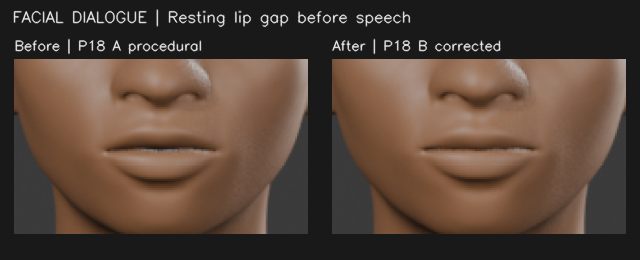 FACIAL DIALOGUE | Resting lip gap before speech
Before | P18 A procedural
After | P18 B corrected